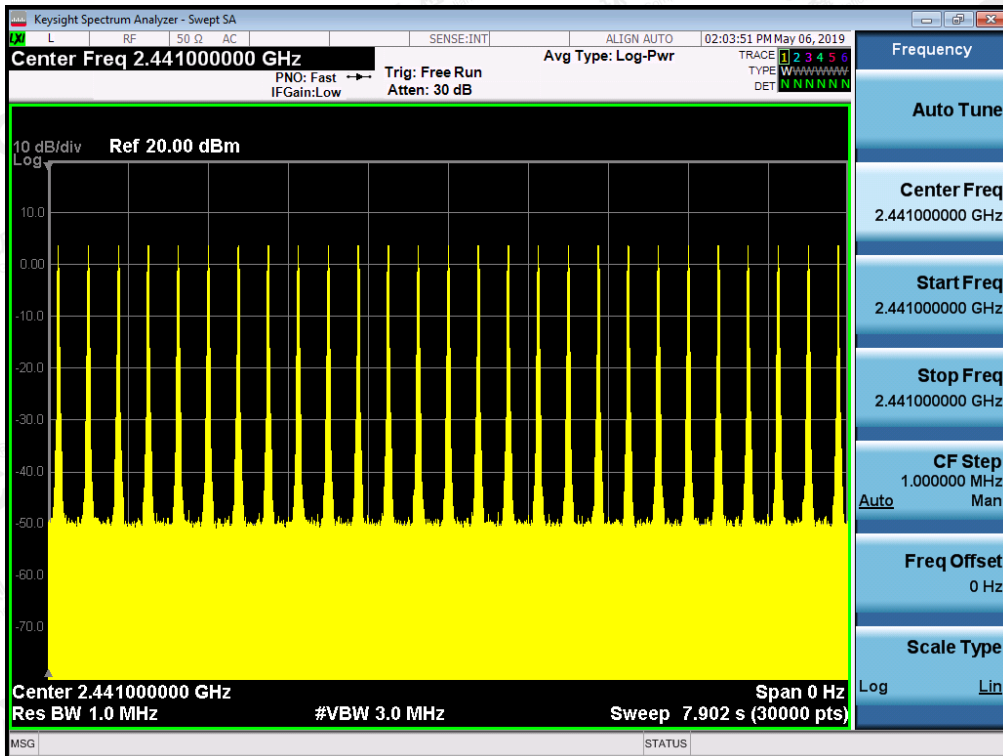 Keysight Spectrum Analyzer - Swept SA
LXI L RF 50 Ω AC SENSE:INT ALIGN AUTO 02:03:51 PM May 06, 2019
Center Freq 2.441000000 GHz
PNO: Fast
IFGain:Low
Trig: Free Run
Atten: 30 dB
Avg Type: Log-Pwr
TRACE 1 2 3 4 5 6
TYPE W W W W W W
DET N N N N N N
10 dB/div
Log
Ref 20.00 dBm
10.0
0.00
-10.0
-20.0
-30.0
-40.0
-50.0
-60.0
-70.0
Center 2.441000000 GHz
Span 0 Hz
Res BW 1.0 MHz
#VBW 3.0 MHz
Sweep 7.902 s (30000 pts)
MSG
STATUS
Frequency
Auto Tune
Center Freq
2.441000000 GHz
Start Freq
2.441000000 GHz
Stop Freq
2.441000000 GHz
CF Step
1.000000 MHz
Auto Man
Freq Offset
0 Hz
Scale Type
Log Lin